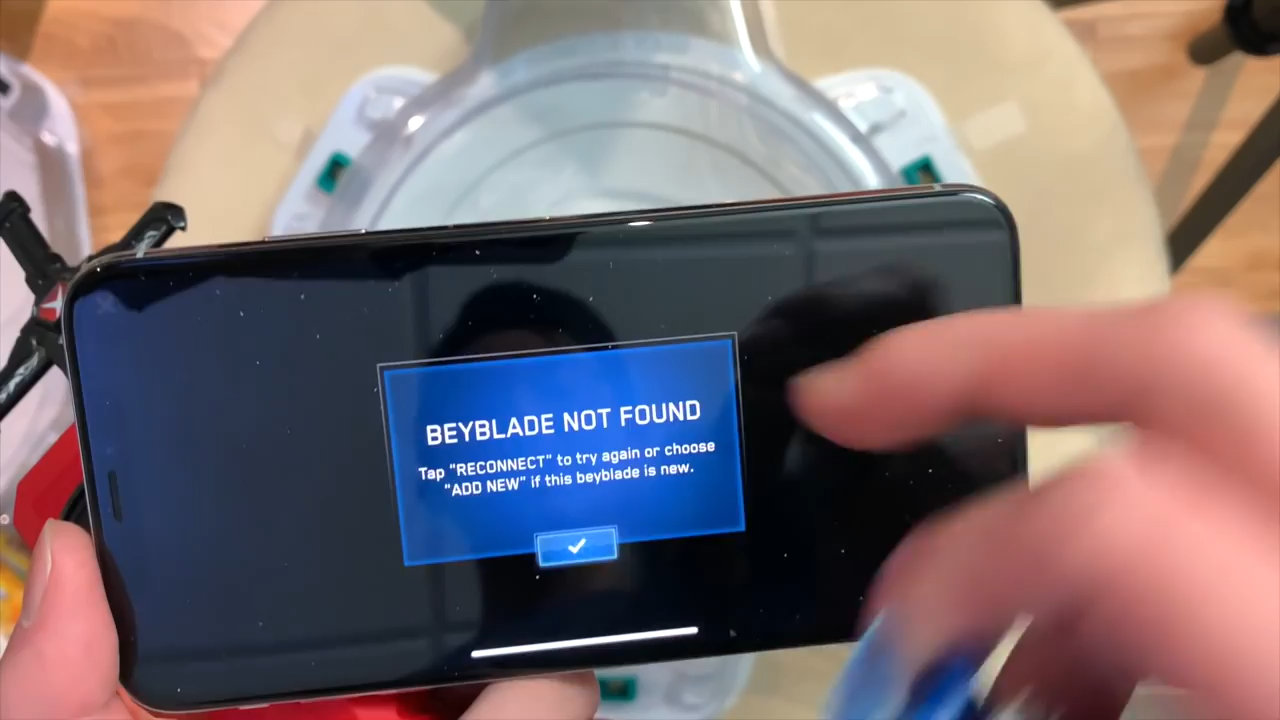 BEYBLADE NOT FOUND
Tap "RECONNECT" to try again or choose
"ADD NEW" if this beyblade is new.